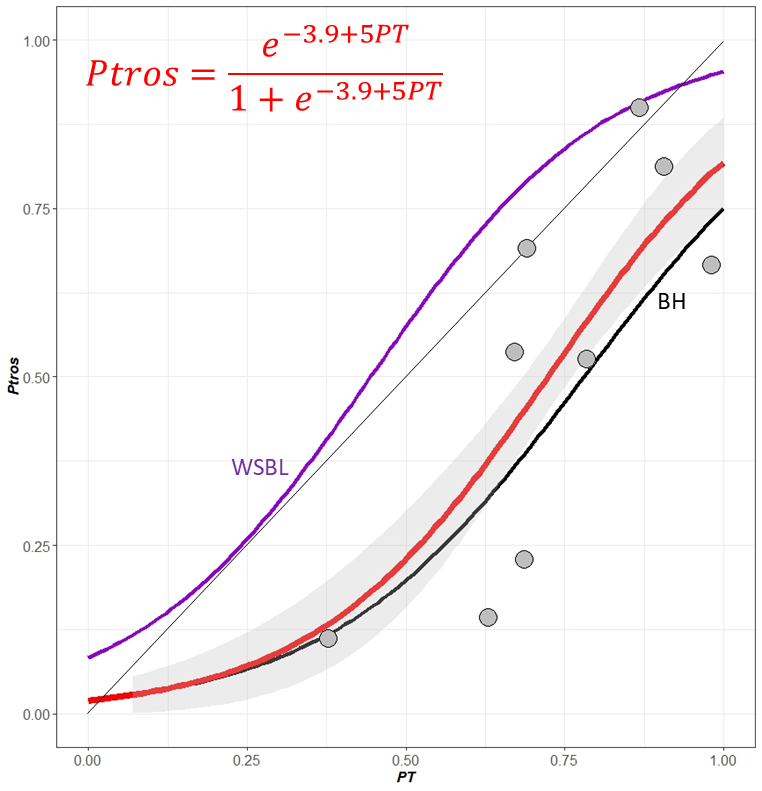 1.00
Ptros = e^{-3.9+5PT} / 1 + e^{-3.9+5PT}
0.75
BH
0.50
Ptros
WSBL
0.25
0.00
0.00 0.25 0.50 0.75 1.00
PT